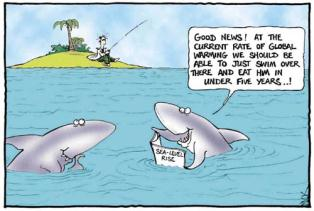 GOOD NEWS! AT THE
CURRENT RATE OF GLOBAL
WARMING WE SHOULD BE
ABLE TO JUST SWIM OVER
THERE AND EAT HIM IN
UNDER FIVE YEARS..!
SEA-LEVEL
RISE